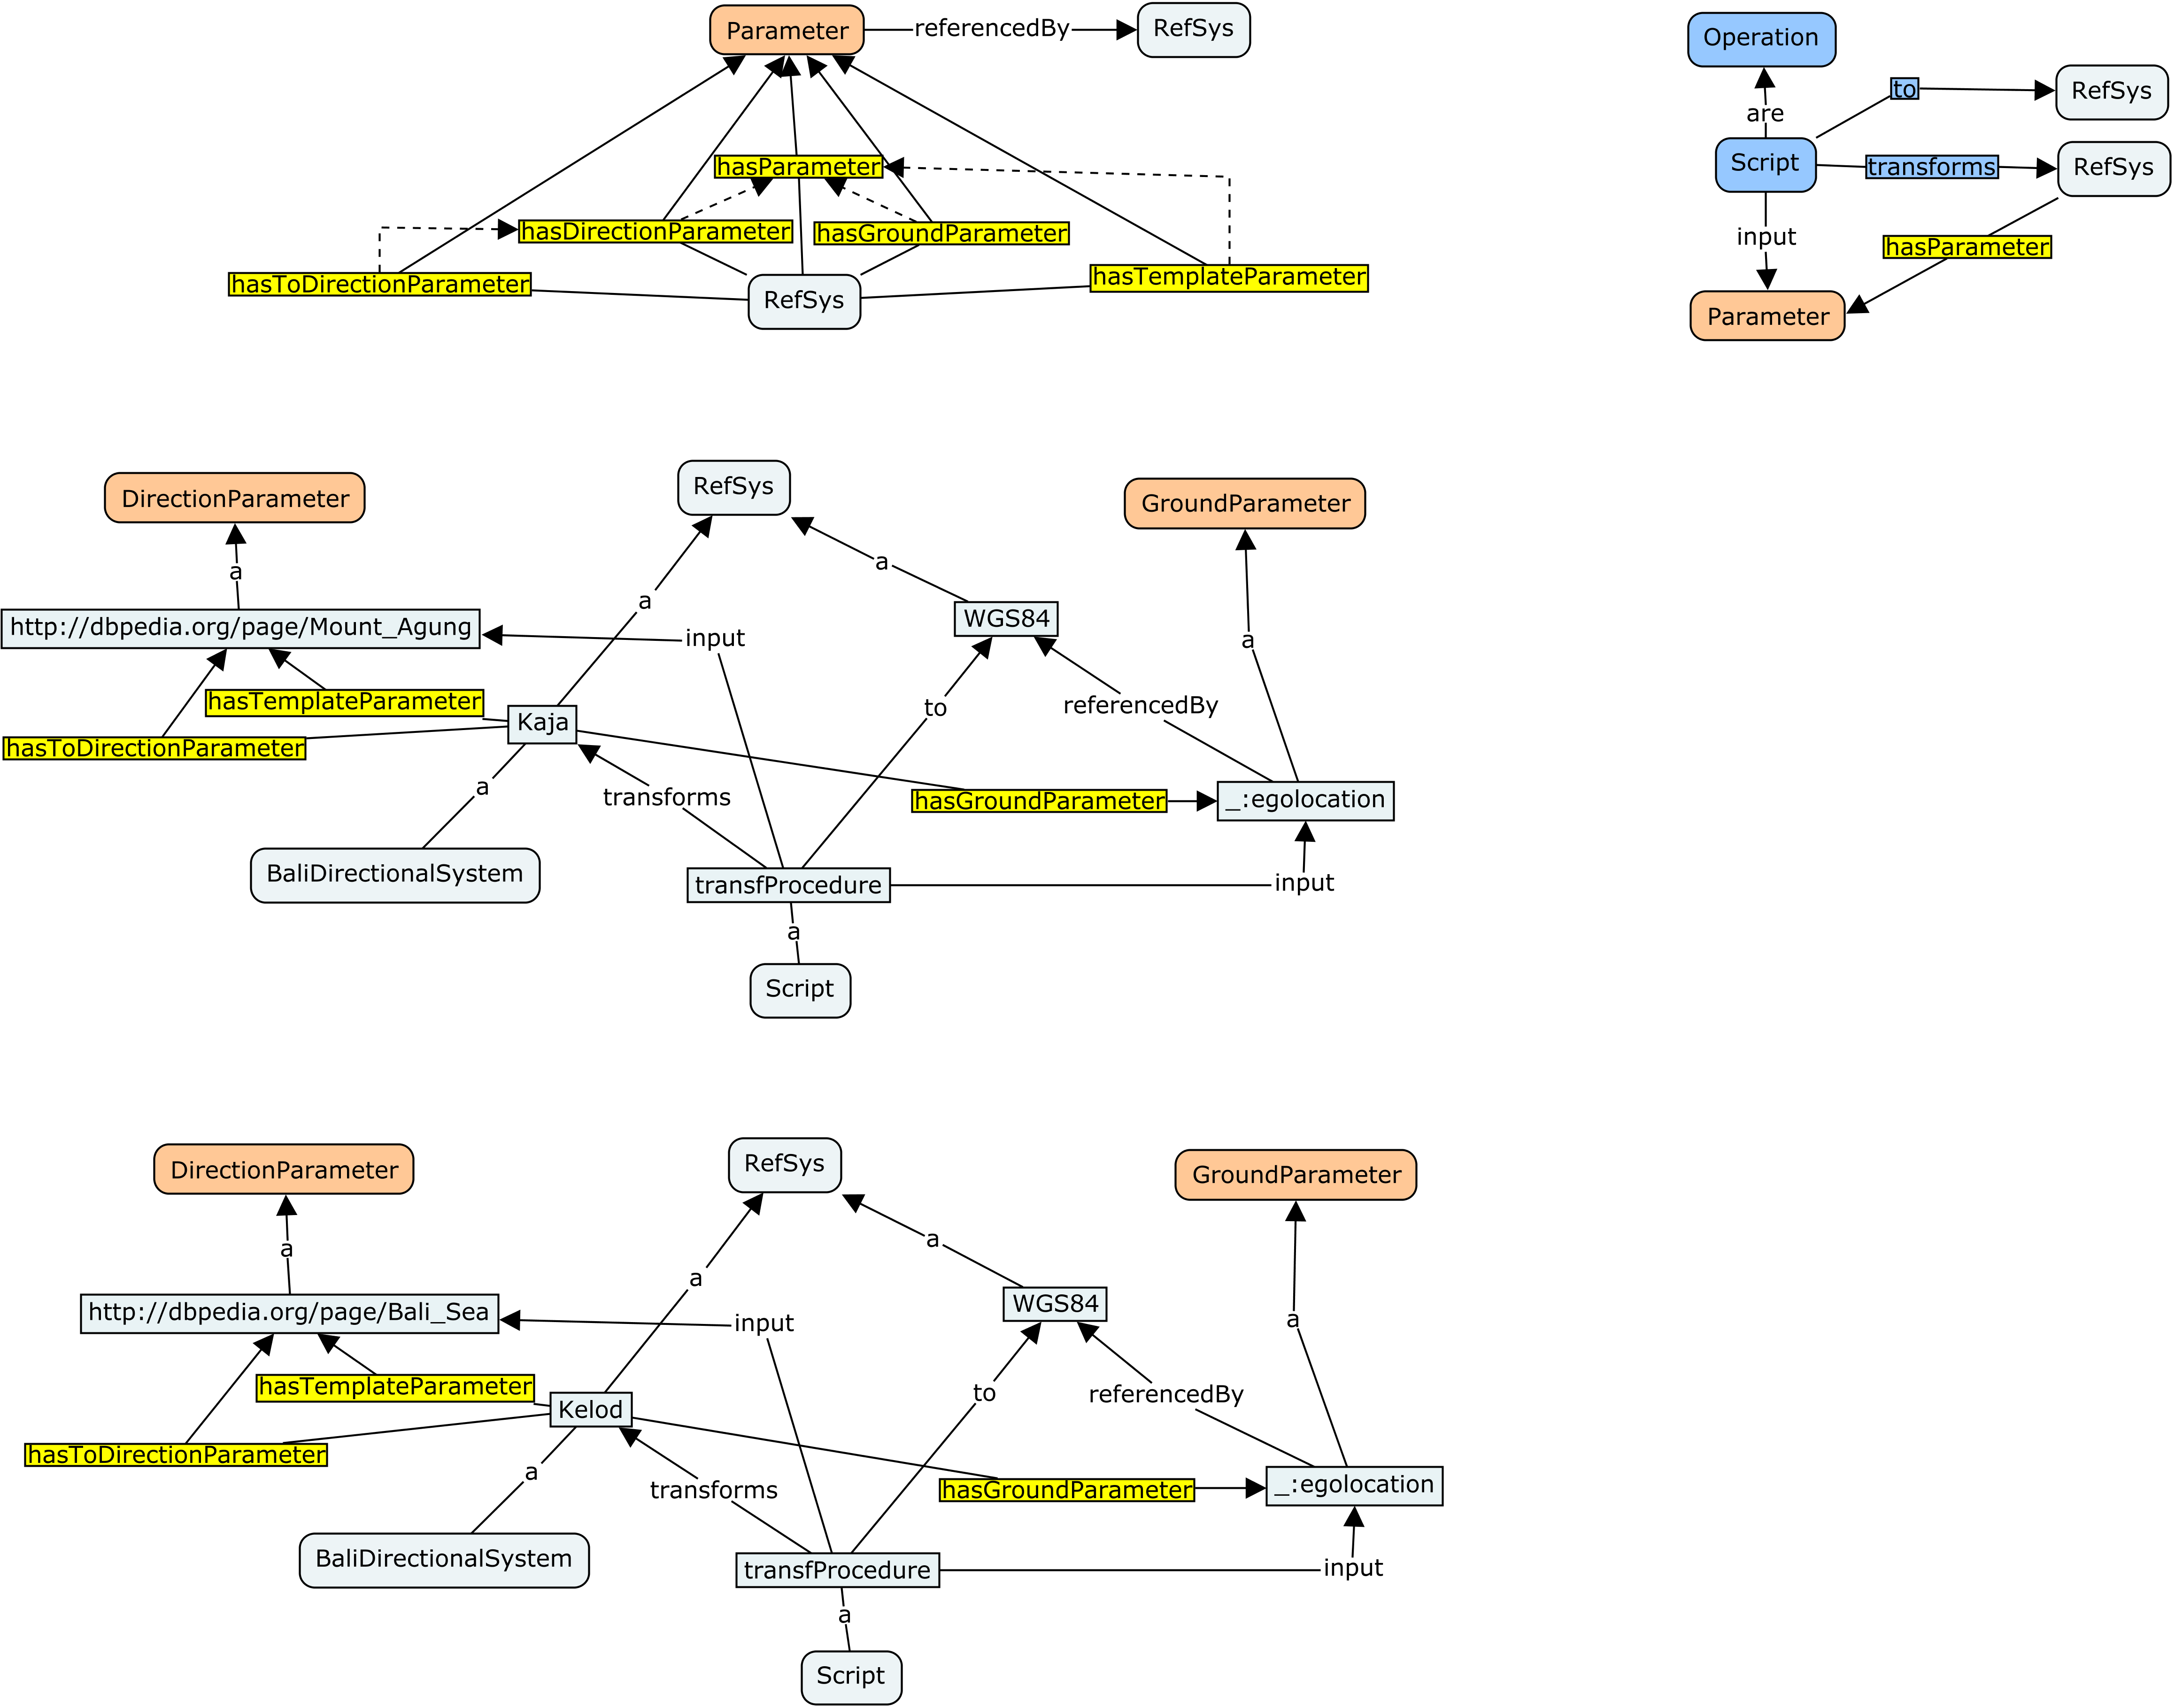 Parameter
referencedBy
RefSys
hasParameter
hasDirectionParameter
hasGroundParameter
hasToDirectionParameter
RefSys
hasTemplateParameter
Operation
to
RefSys
are
Script
transforms
RefSys
input
hasParameter
Parameter
DirectionParameter
RefSys
GroundParameter
a
a
a
http://dbpedia.org/page/Mount_Agung
input
WGS84
a
hasTemplateParameter
Kaja
to
referencedBy
hasToDirectionParameter
a
transforms
hasGroundParameter
_:egolocation
BaliDirectionalSystem
transfProcedure
input
a
Script
DirectionParameter
RefSys
GroundParameter
a
a
a
http://dbpedia.org/page/Bali_Sea
input
WGS84
a
hasTemplateParameter
Kelod
to
referencedBy
hasToDirectionParameter
a
transforms
hasGroundParameter
_:egolocation
BaliDirectionalSystem
transfProcedure
input
a
Script